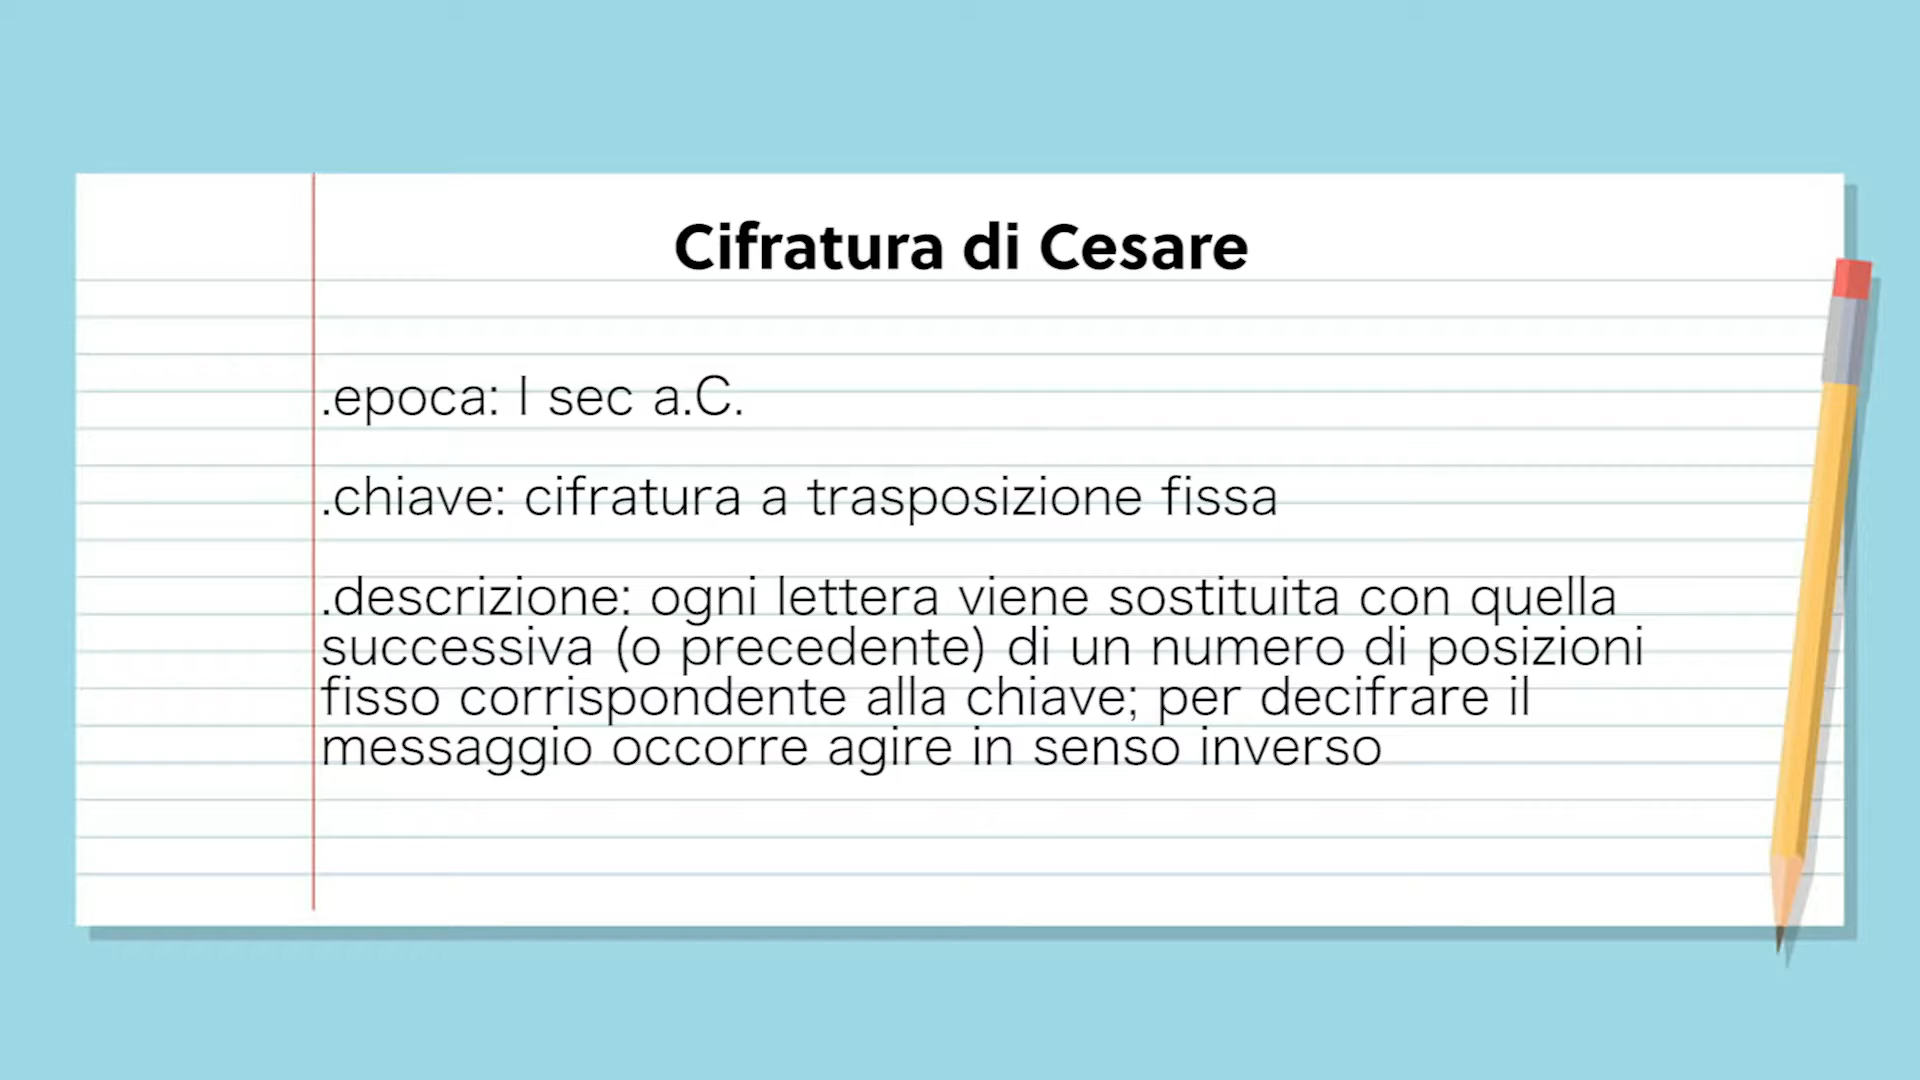 Cifratura di Cesare
.epoca: I sec a.C.
.chiave: cifratura a trasposizione fissa
.descrizione: ogni lettera viene sostituita con quella
successiva (o precedente) di un numero di posizioni
fisso corrispondente alla chiave; per decifrare il
messaggio occorre agire in senso inverso